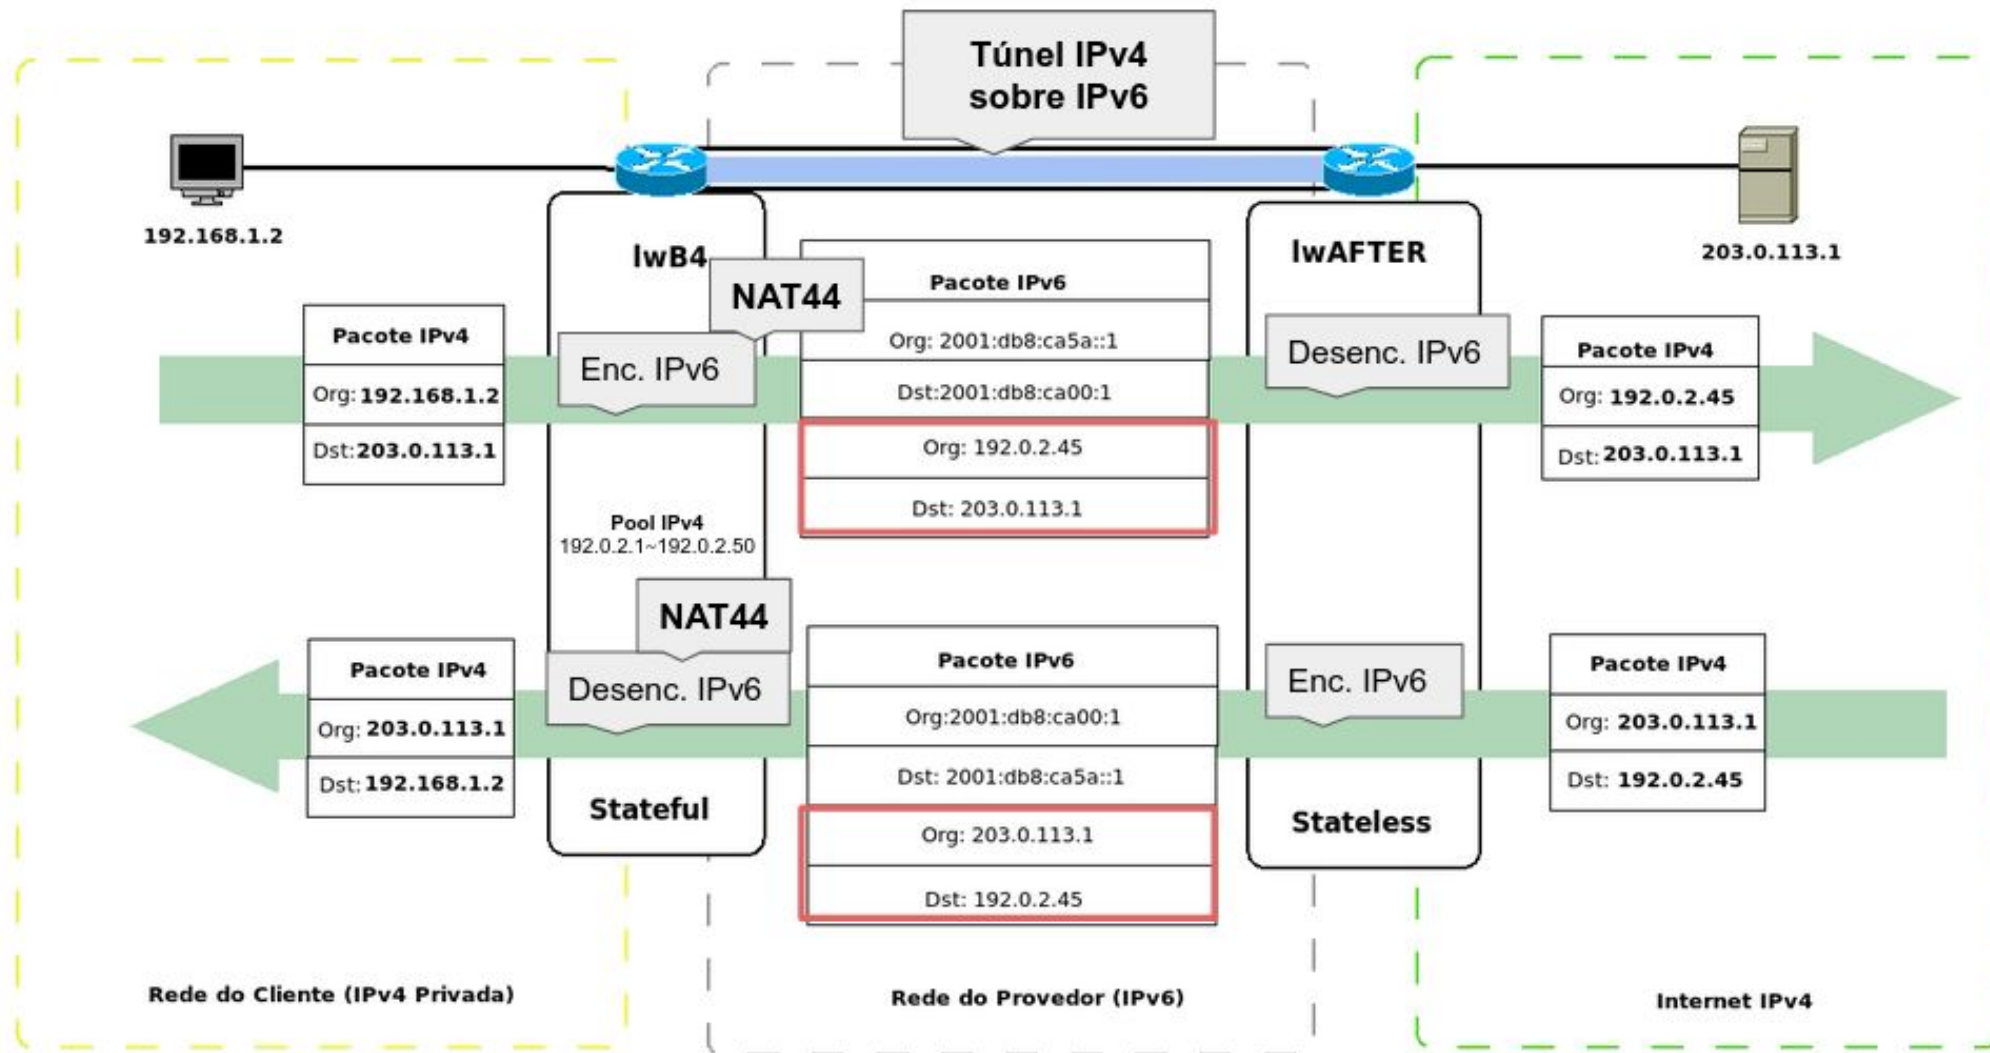 Túnel IPv4
sobre IPv6
192.168.1.2
203.0.113.1
lwB4
lwAFTER
NAT44
Pacote IPv4
Org: 192.168.1.2
Dst:203.0.113.1
Enc. IPv6
Pacote IPv6
Org: 2001:db8:ca5a::1
Dst:2001:db8:ca00:1
Org: 192.0.2.45
Dst: 203.0.113.1
Desenc. IPv6
Pacote IPv4
Org: 192.0.2.45
Dst: 203.0.113.1
Pool IPv4
192.0.2.1~192.0.2.50
NAT44
Pacote IPv4
Org: 203.0.113.1
Dst: 192.168.1.2
Desenc. IPv6
Pacote IPv6
Org:2001:db8:ca00:1
Dst: 2001:db8:ca5a::1
Org: 203.0.113.1
Dst: 192.0.2.45
Enc. IPv6
Pacote IPv4
Org: 203.0.113.1
Dst: 192.0.2.45
Stateful
Stateless
Rede do Cliente (IPv4 Privada)
Rede do Provedor (IPv6)
Internet IPv4